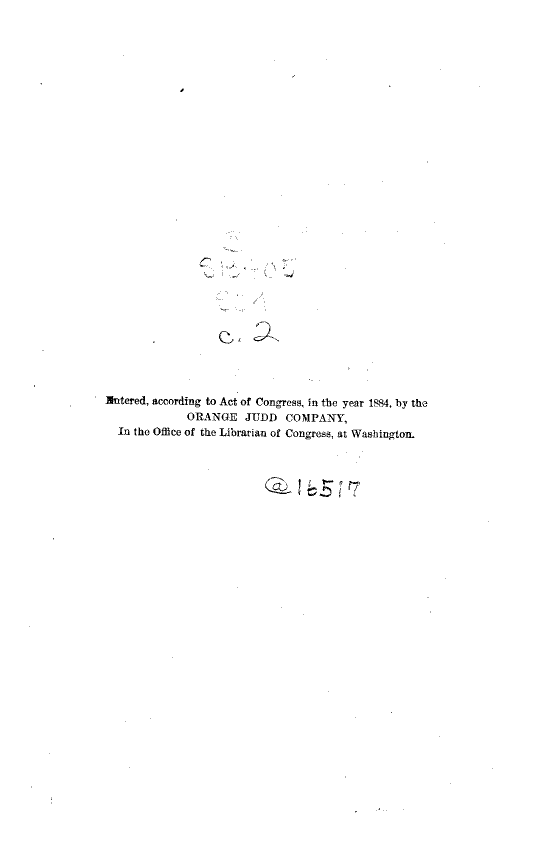 c. 2
Entered, according to Act of Congress, in the year 1884, by the
ORANGE JUDD COMPANY,
In the Office of the Librarian of Congress, at Washington.
@16517